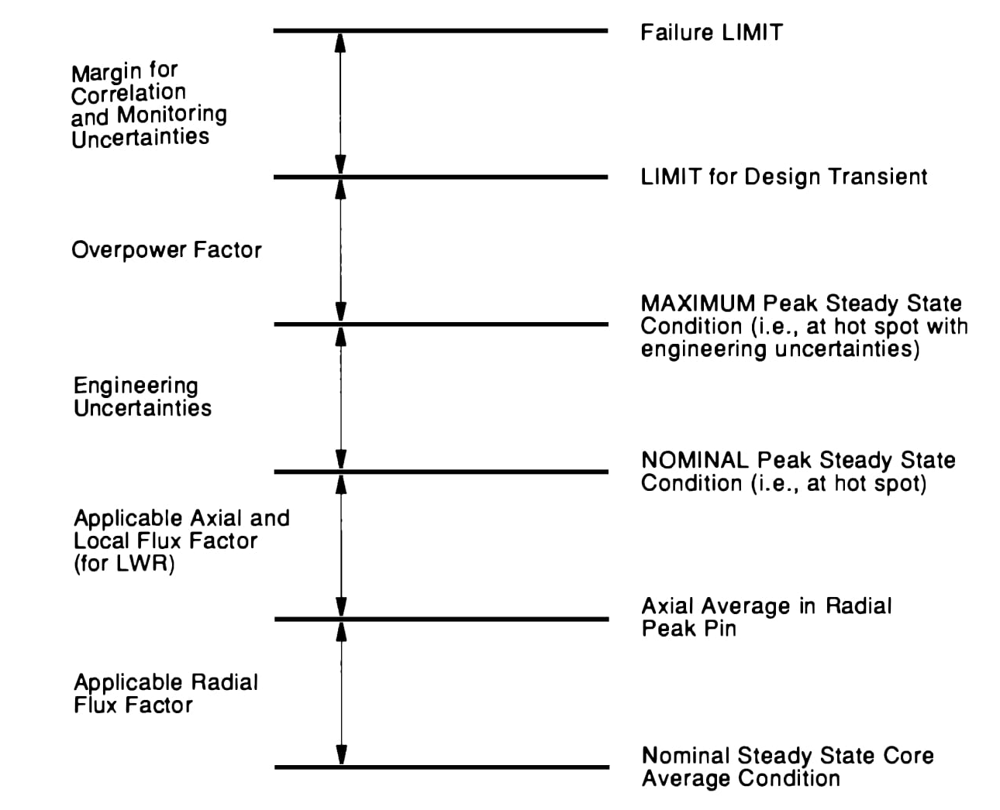 Failure LIMIT
Margin for
Correlation
and Monitoring
Uncertainties
LIMIT for Design Transient
Overpower Factor
MAXIMUM Peak Steady State
Condition (i.e., at hot spot with
engineering uncertainties)
Engineering
Uncertainties
NOMINAL Peak Steady State
Condition (i.e., at hot spot)
Applicable Axial and
Local Flux Factor
(for LWR)
Axial Average in Radial
Peak Pin
Applicable Radial
Flux Factor
Nominal Steady State Core
Average Condition